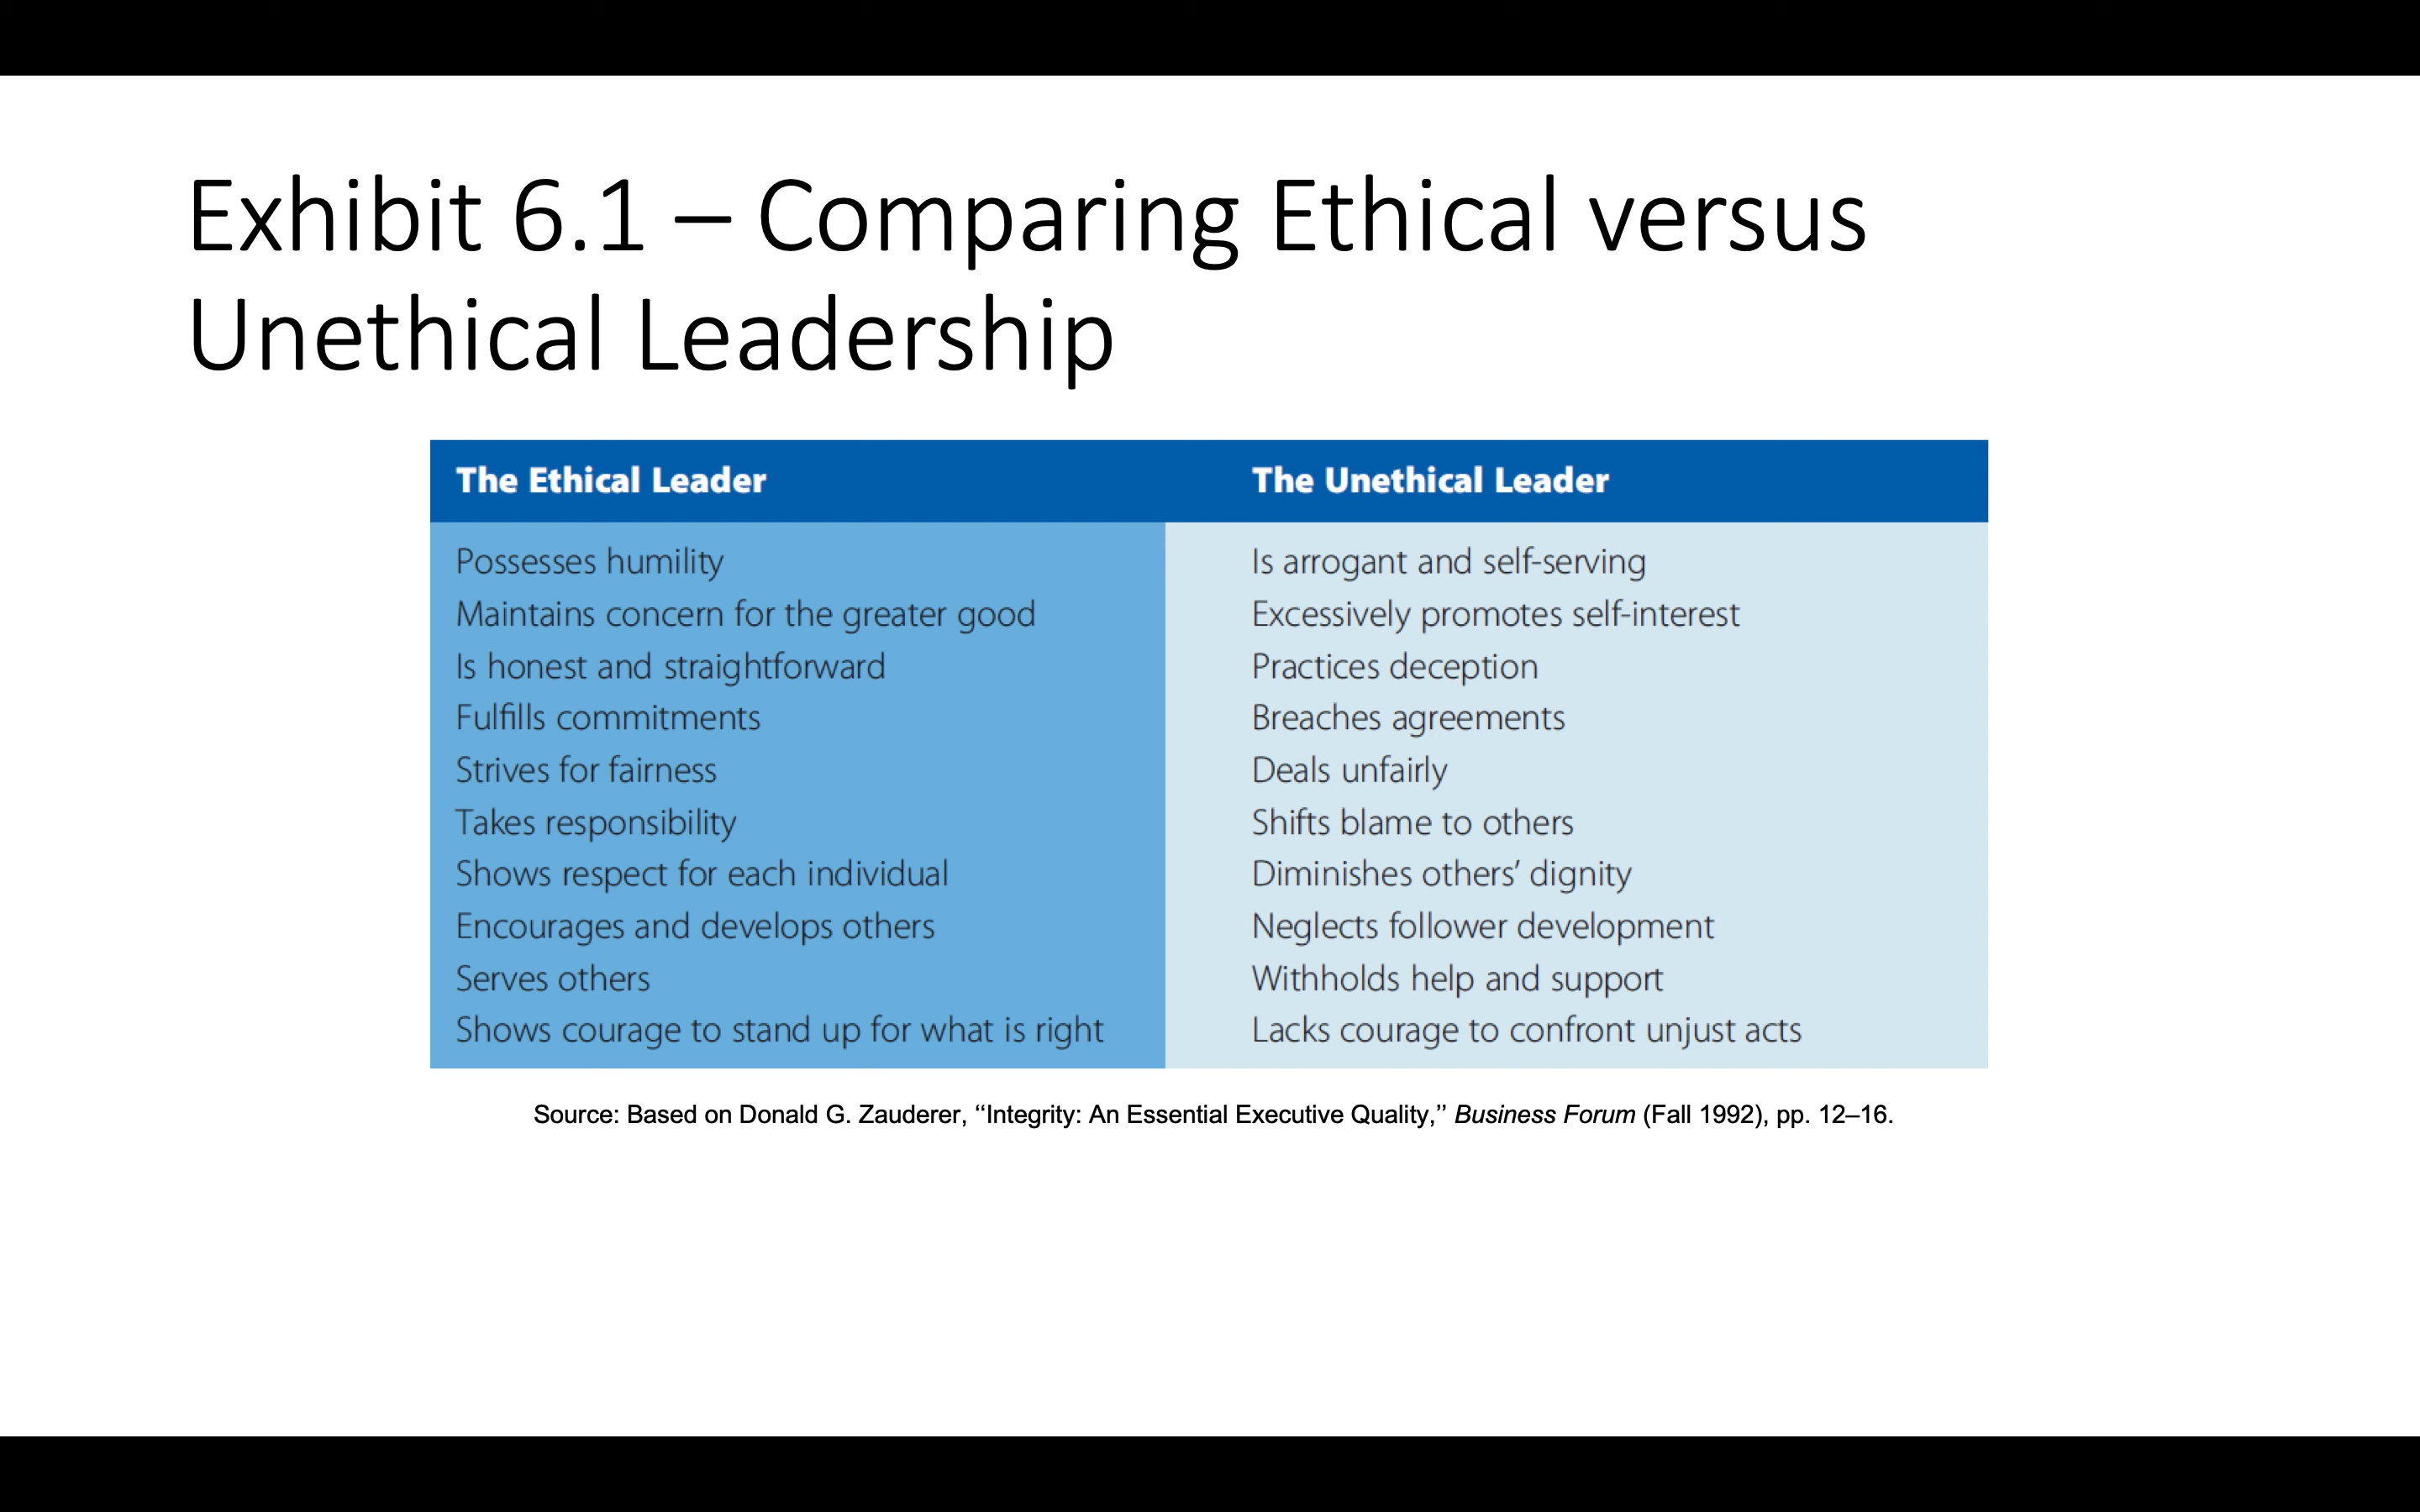 Exhibit 6.1 – Comparing Ethical versus
Unethical Leadership
The Ethical Leader The Unethical Leader
Possesses humility Is arrogant and self-serving
Maintains concern for the greater good Excessively promotes self-interest
Is honest and straightforward Practices deception
Fulfills commitments Breaches agreements
Strives for fairness Deals unfairly
Takes responsibility Shifts blame to others
Shows respect for each individual Diminishes others’ dignity
Encourages and develops others Neglects follower development
Serves others Withholds help and support
Shows courage to stand up for what is right Lacks courage to confront unjust acts
Source: Based on Donald G. Zauderer, ‘‘Integrity: An Essential Executive Quality,’’ Business Forum (Fall 1992), pp. 12–16.